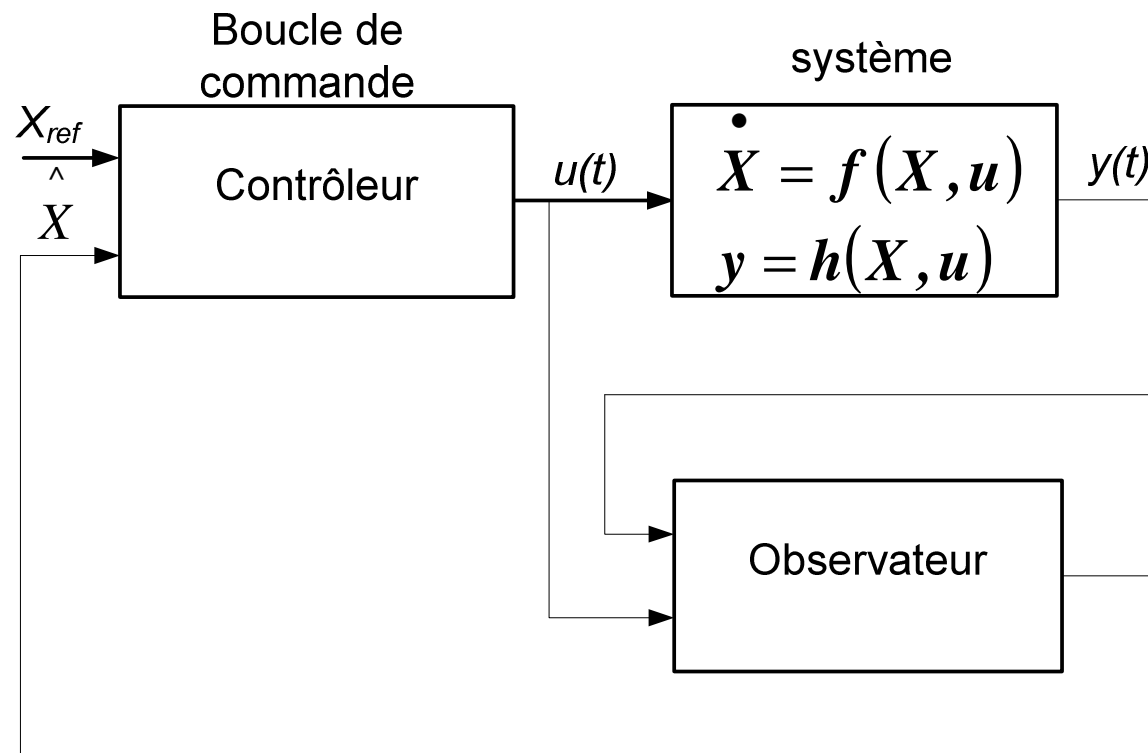 Boucle de
commande
système
X_ref
^
X
Contrôleur
u(t)
Ẋ = f(X,u)
y = h(X,u)
y(t)
Observateur